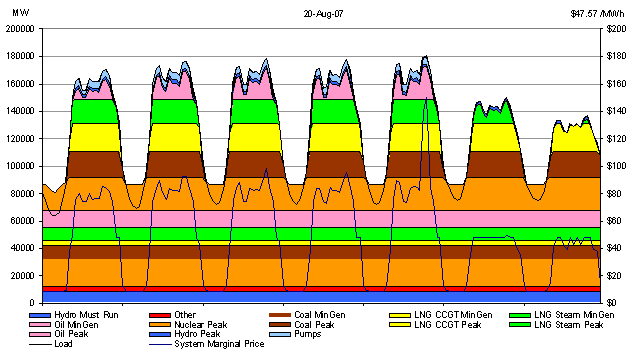 MW 20-Aug-07 $47.57 /MWh
200000 $200
180000 $180
160000 $160
140000 $140
120000 $120
100000 $100
80000 $80
60000 $60
40000 $40
20000 $20
0 $0
Hydro Must Run Other Coal MinGen LNG CCGT MinGen LNG Steam MinGen
Oil MinGen Nuclear Peak Coal Peak LNG CCGT Peak LNG Steam Peak
Oil Peak Hydro Peak Pumps
Load System Marginal Price